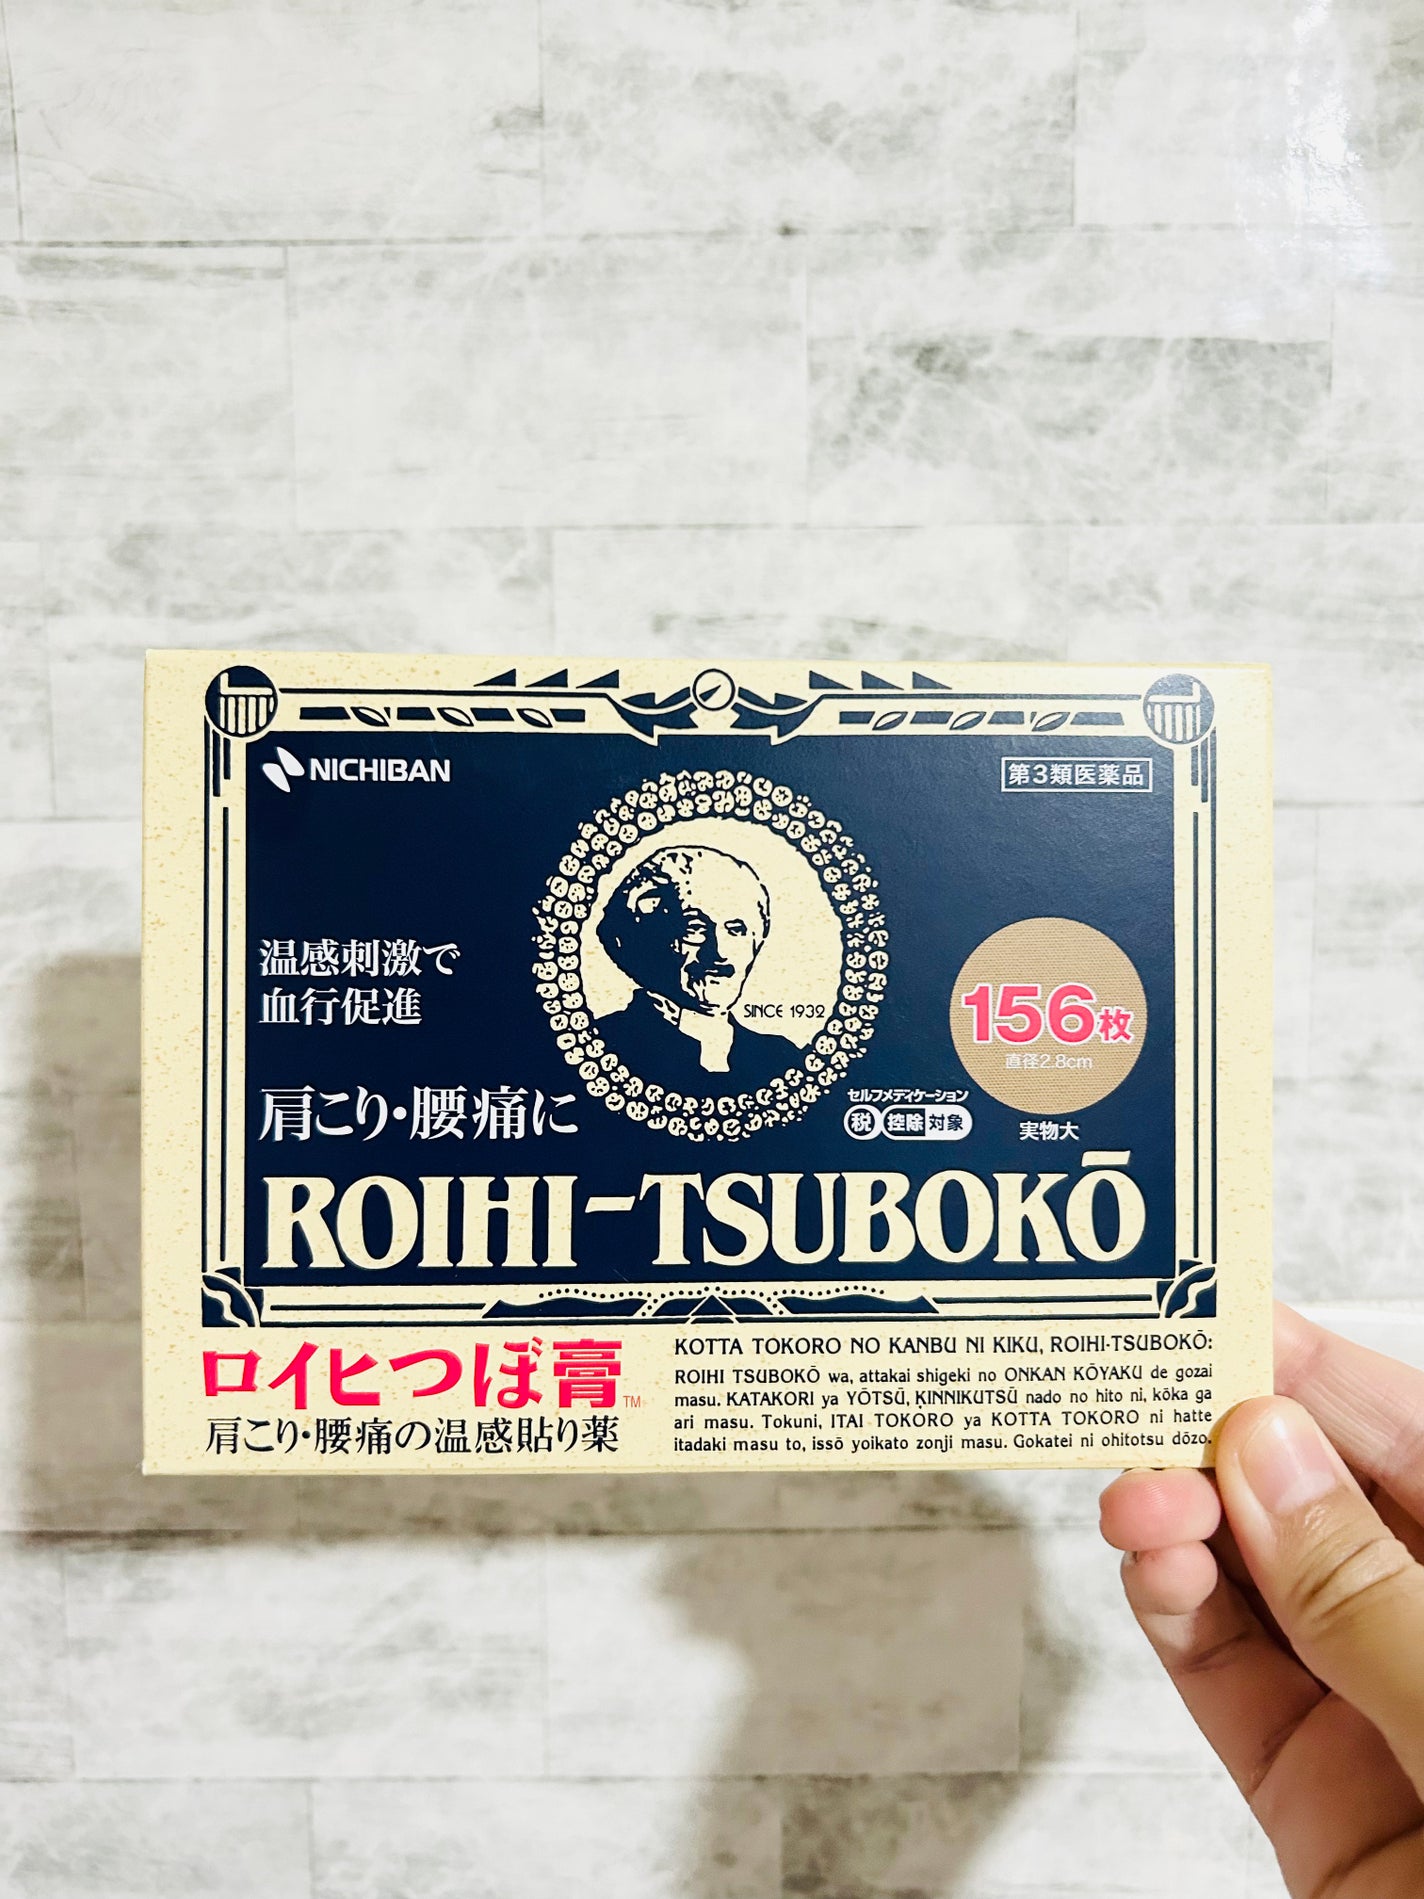 NICHIBAN
第3類医薬品
温感刺激で
血行促進
SINCE 1932
156枚
直径2.8cm
実物大
肩こり・腰痛に
セルフメディケーション
税 控除 対象
ROIHI-TSUBOKŌ
ロイヒつぼ膏™
肩こり・腰痛の温感貼り薬
KOTTA TOKORO NO KANBU NI KIKU, ROIHI-TSUBOKŌ:
ROIHI TSUBOKŌ wa, attakai shigeki no ONKAN KŌYAKU de gozai
masu. KATAKORI ya YŌTSŪ, KINNIKUTSŪ nado no hito ni, kōka ga
ari masu. Tokuni, ITAI TOKORO ya KOTTA TOKORO ni hatte
itadaki masu to, issō yoikato zonji masu. Gokatei ni ohitotsu dōzo.